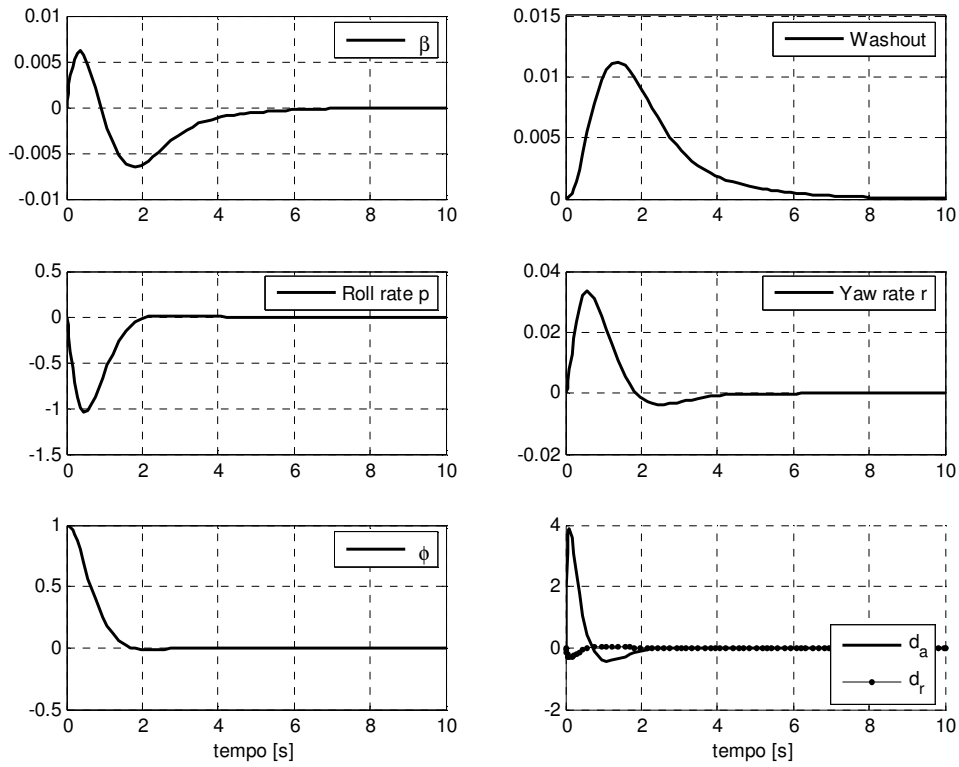 0.01
0.005
0
-0.005
-0.01
0 2 4 6 8 10
β
0.015
0.01
0.005
0
0 2 4 6 8 10
Washout
0.5
0
-0.5
-1
-1.5
0 2 4 6 8 10
Roll rate p
0.04
0.02
0
-0.02
0 2 4 6 8 10
Yaw rate r
1
0.5
0
-0.5
0 2 4 6 8 10
ϕ
tempo [s]
4
2
0
-2
0 2 4 6 8 10
d_a
d_r
tempo [s]